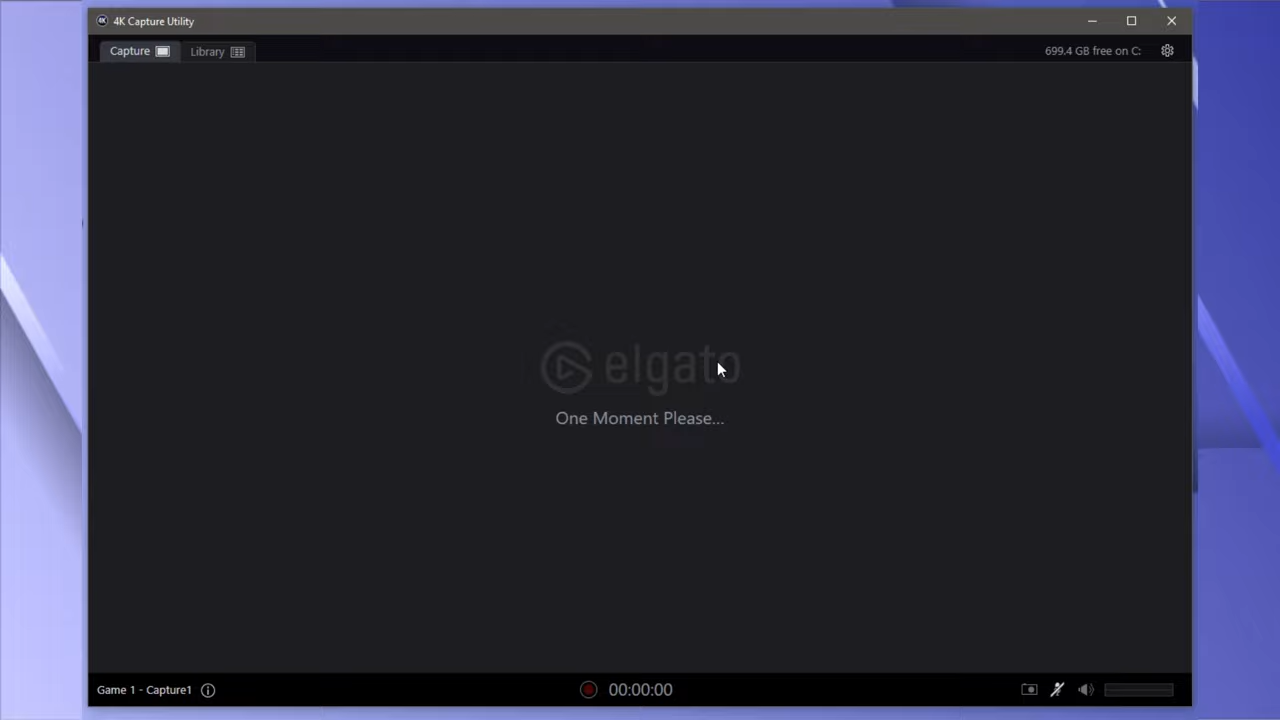 4K Capture Utility
Capture
Library
699.4 GB free on C:
elgato
One Moment Please...
Game 1 - Capture1
00:00:00